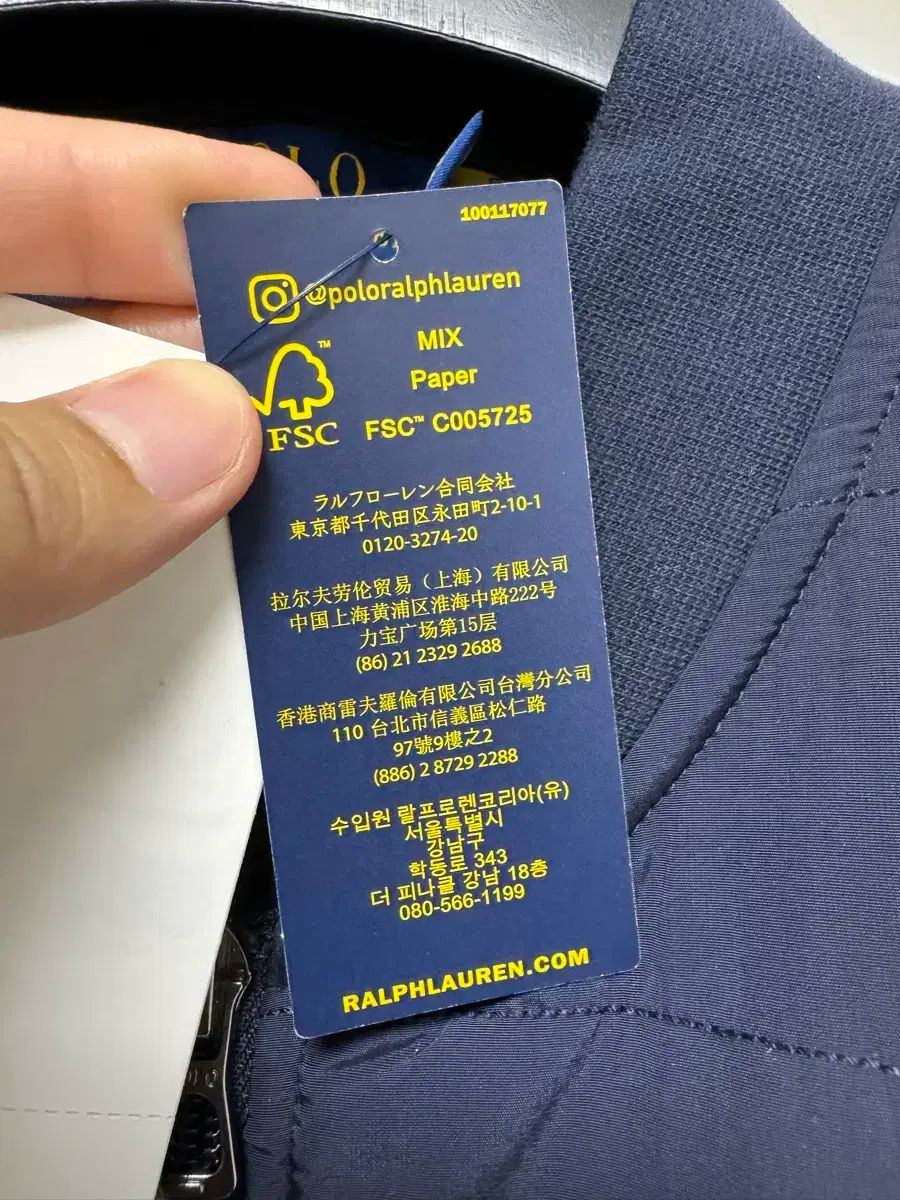 POLO
100117077
@poloralphlauren
MIX
Paper
FSC™ C005725
™
FSC
ラルフローレン合同会社
東京都千代田区永田町2-10-1
0120-3274-20
拉尔夫劳伦贸易（上海）有限公司
中国上海黄浦区淮海中路222号
力宝广场第15层
(86) 21 2329 2688
香港商雷夫羅倫有限公司台灣分公司
110 台北市信義區松仁路
97號9樓之2
(886) 2 8729 2288
수입원 랄프로렌코리아(유)
서울특별시
강남구
학동로 343
더 피나클 강남 18층
080-566-1199
RALPHLAUREN.COM